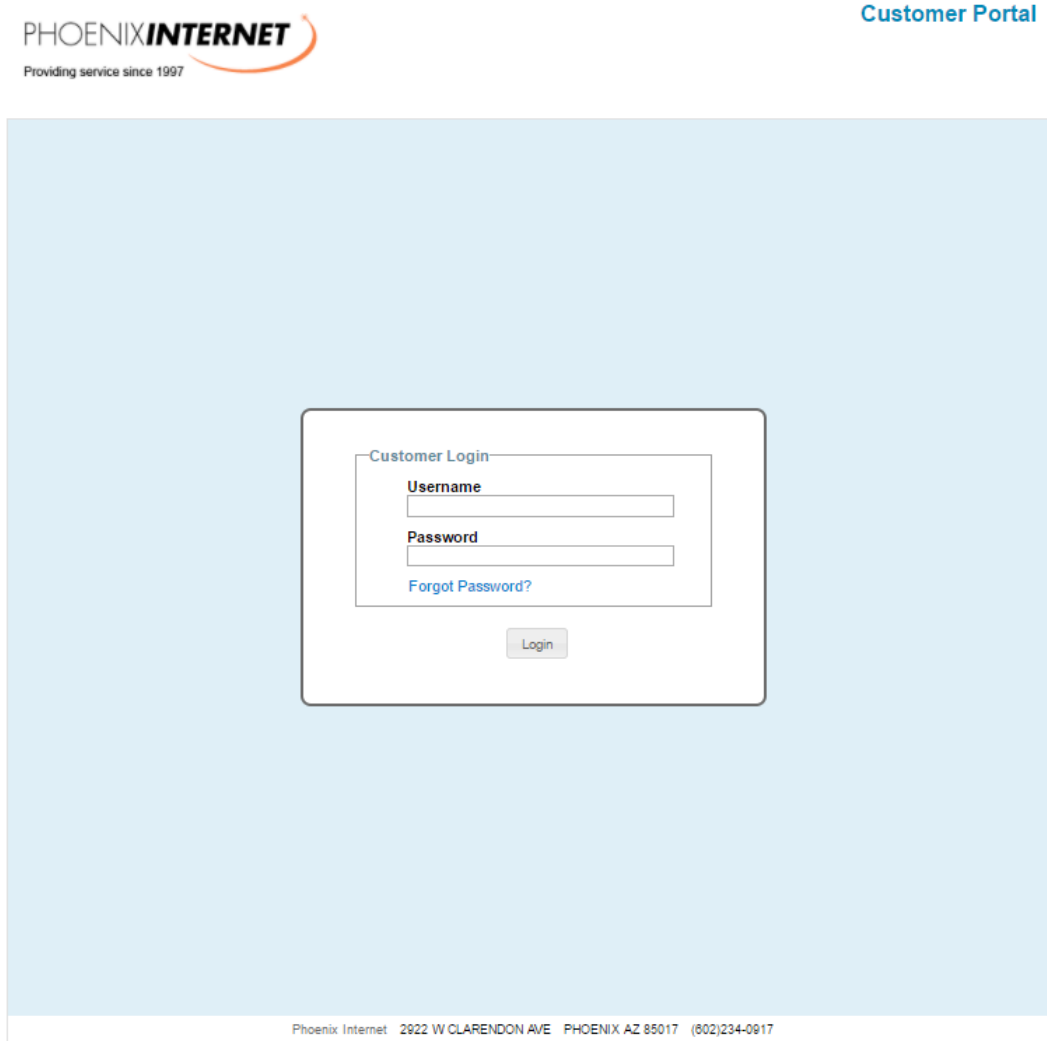 Customer Portal
PHOENIXINTERNET
Providing service since 1997
Customer Login
Username
Password
Forgot Password?
Login
Phoenix Internet 2922 W CLARENDON AVE PHOENIX AZ 85017 (602)234-0917